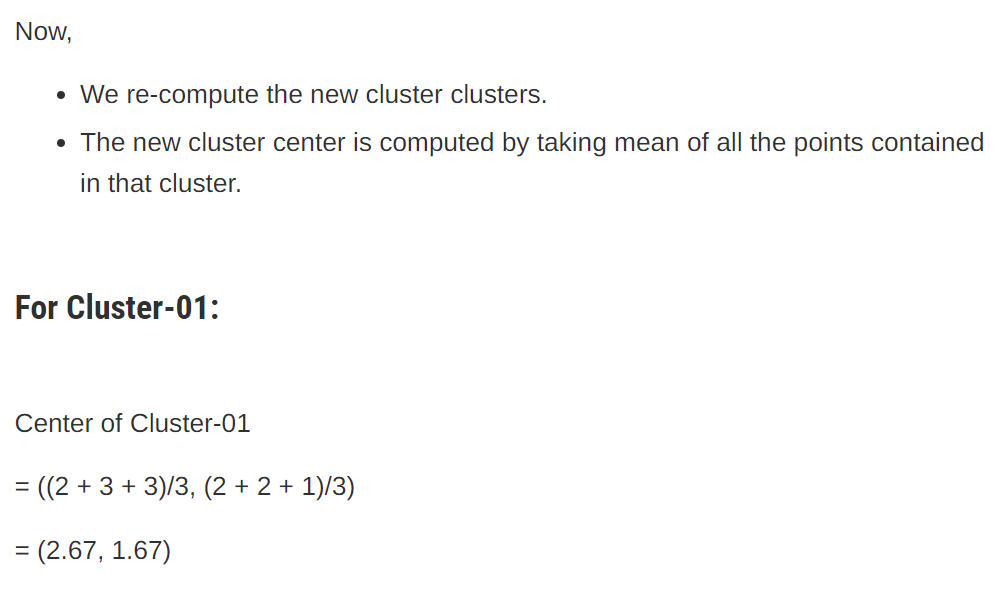 Now,
• We re-compute the new cluster clusters.
• The new cluster center is computed by taking mean of all the points contained
in that cluster.
For Cluster-01:
Center of Cluster-01
= ((2 + 3 + 3)/3, (2 + 2 + 1)/3)
= (2.67, 1.67)